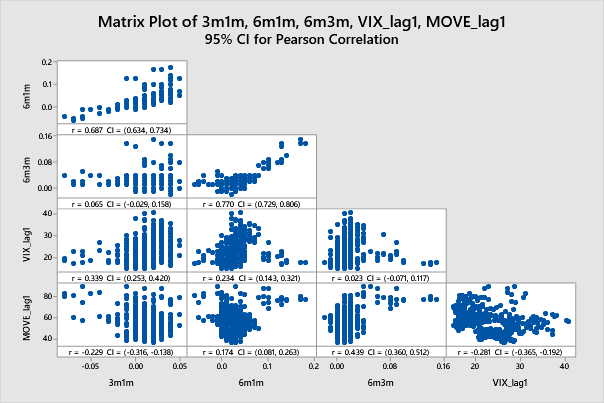 Matrix Plot of 3m1m, 6m1m, 6m3m, VIX_lag1, MOVE_lag1
95% CI for Pearson Correlation
0.2
0.1
0.0
6m1m
r = 0.687 CI = (0.634, 0.734)
0.16
0.08
0.00
6m3m
r = 0.065 CI = (-0.029, 0.158)
r = 0.770 CI = (0.729, 0.806)
40
30
20
VIX_lag1
r = 0.339 CI = (0.253, 0.420)
r = 0.234 CI = (0.143, 0.321)
r = 0.023 CI = (-0.071, 0.117)
80
60
40
MOVE_lag1
r = -0.229 CI = (-0.316, -0.138)
r = 0.174 CI = (0.081, 0.263)
r = 0.439 CI = (0.360, 0.512)
r = -0.281 CI = (-0.365, -0.192)
-0.05 0.00 0.05 0.0 0.1 0.2 0.00 0.08 0.16 20 30 40
3m1m 6m1m 6m3m VIX_lag1